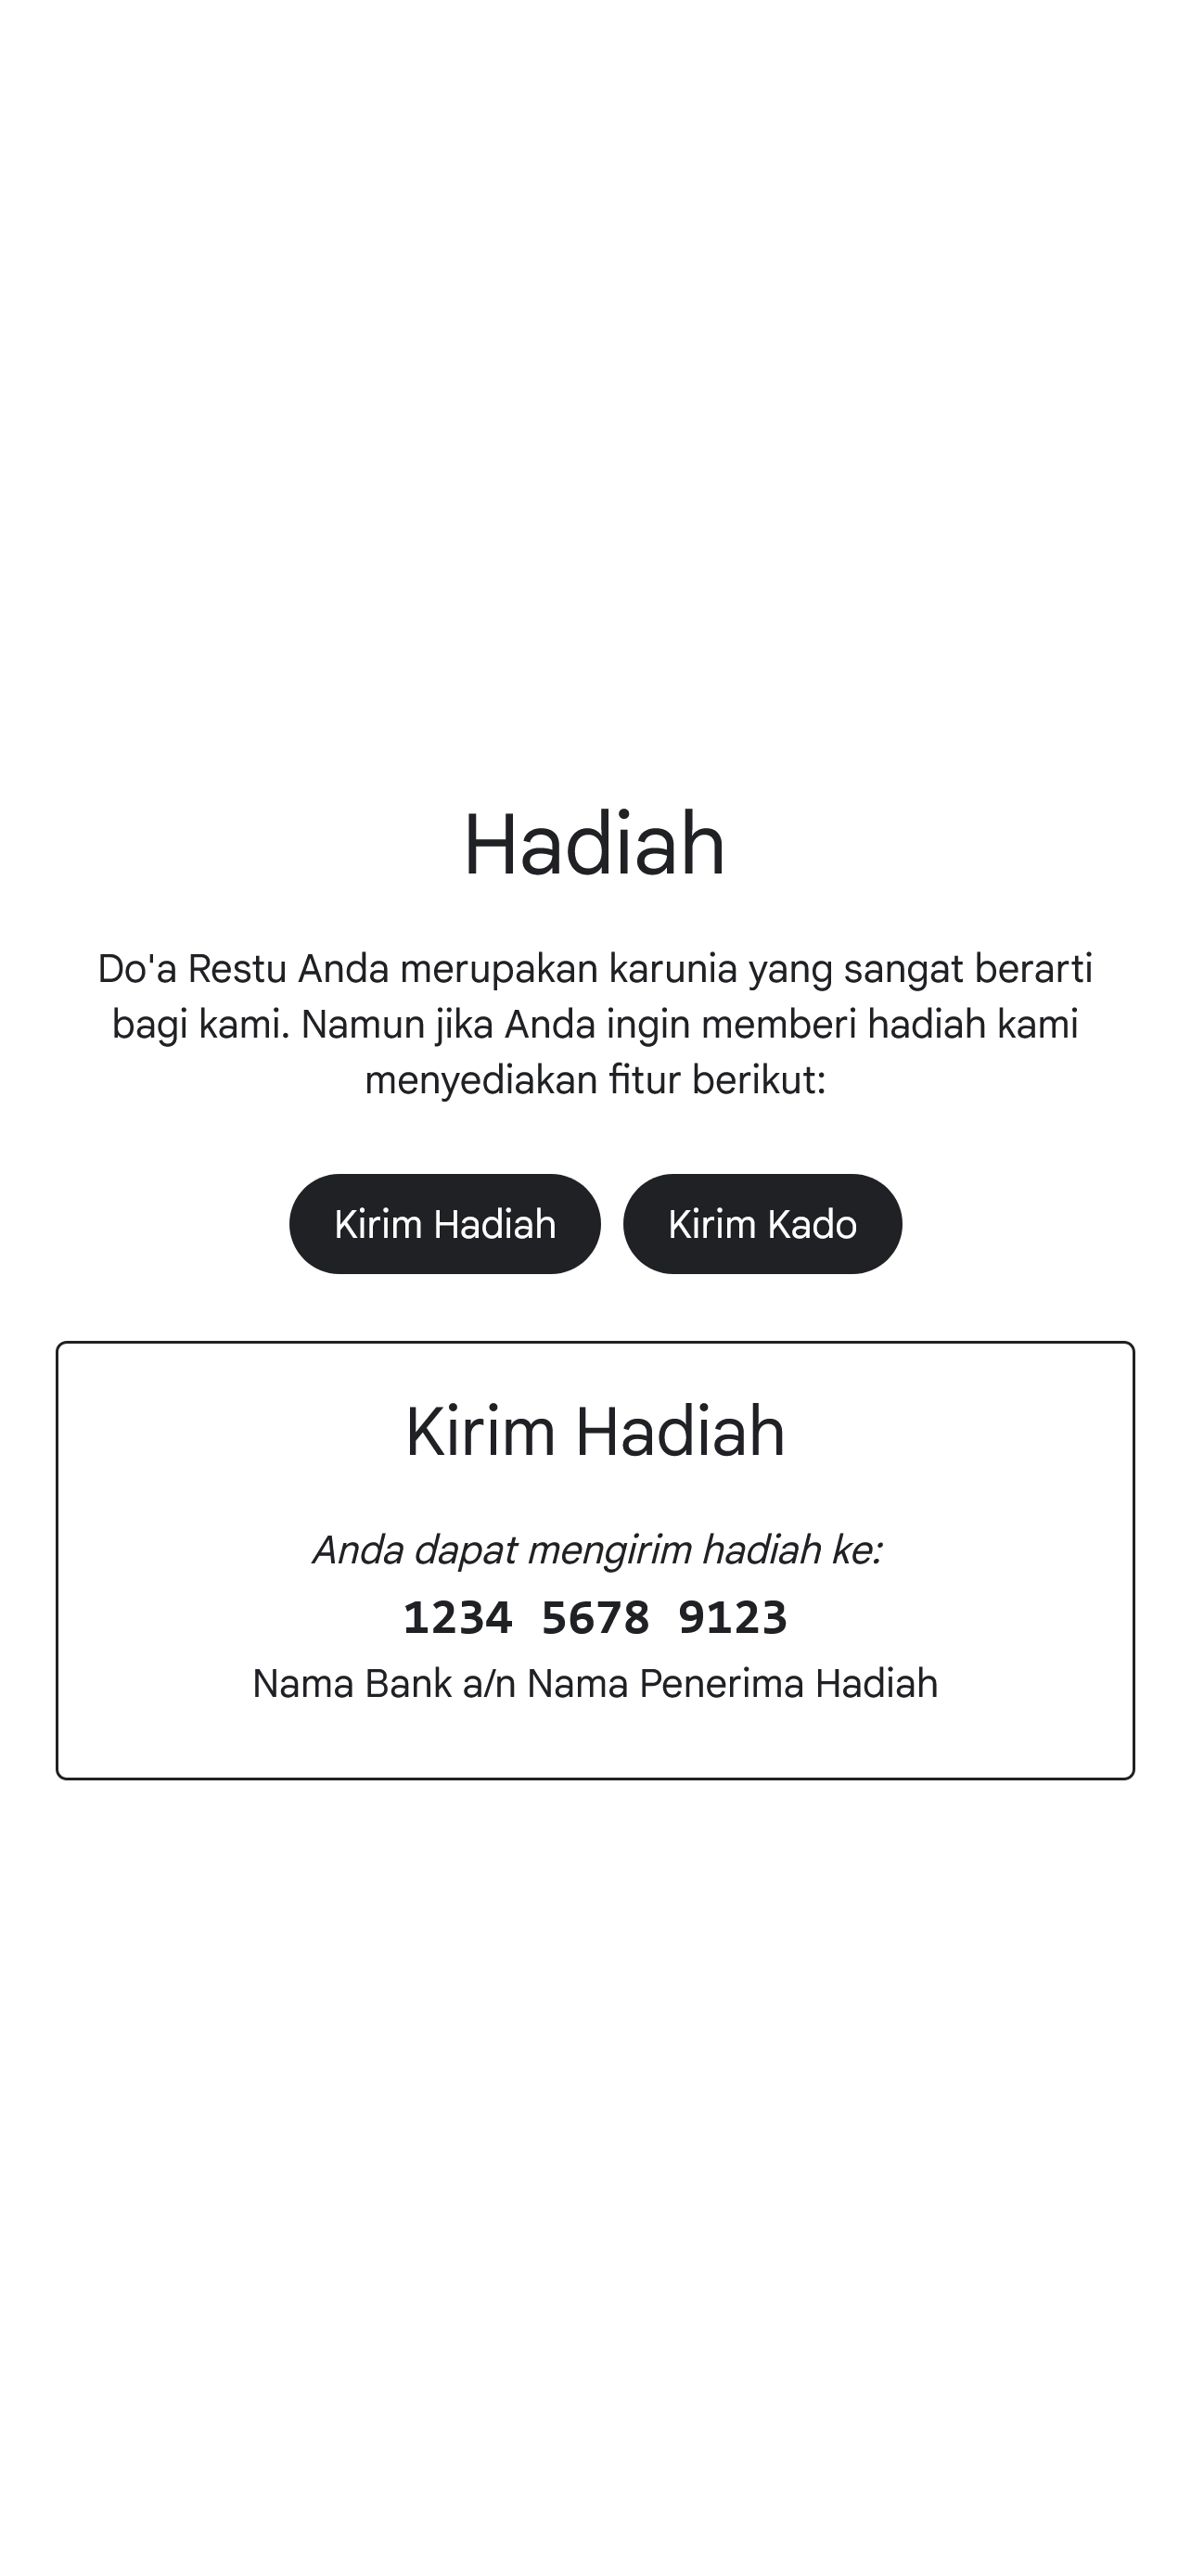 Hadiah
Do'a Restu Anda merupakan karunia yang sangat berarti
bagi kami. Namun jika Anda ingin memberi hadiah kami
menyediakan fitur berikut:
Kirim Hadiah
Kirim Kado
Kirim Hadiah
Anda dapat mengirim hadiah ke:
1234 5678 9123
Nama Bank a/n Nama Penerima Hadiah